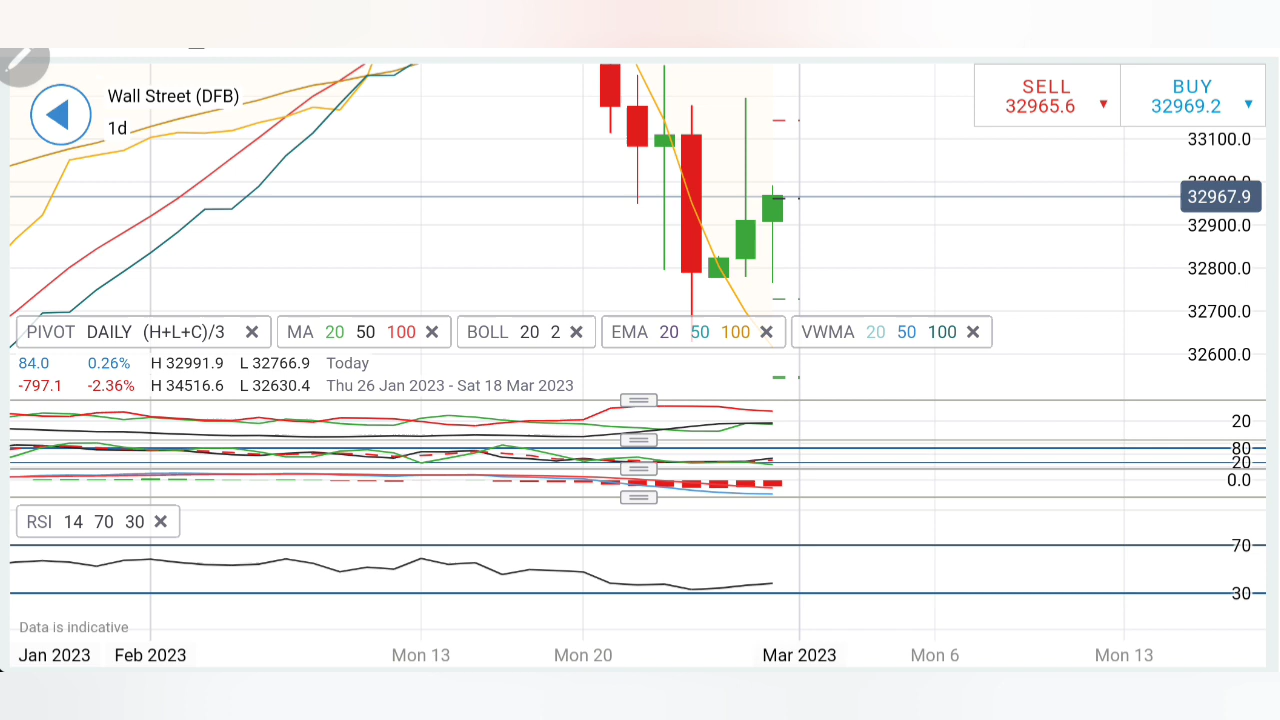 Wall Street (DFB)
1d
SELL
32965.6
BUY
32969.2
33100.0
32967.9
32900.0
32800.0
32700.0
32600.0
PIVOT DAILY (H+L+C)/3
MA 20 50 100
BOLL 20 2
EMA 20 50 100
VWMA 20 50 100
84.0 0.26% H 32991.9 L 32766.9 Today
-797.1 -2.36% H 34516.6 L 32630.4 Thu 26 Jan 2023 - Sat 18 Mar 2023
20
80
20
0.0
RSI 14 70 30
70
30
Data is indicative
Jan 2023 Feb 2023 Mon 13 Mon 20 Mar 2023 Mon 6 Mon 13